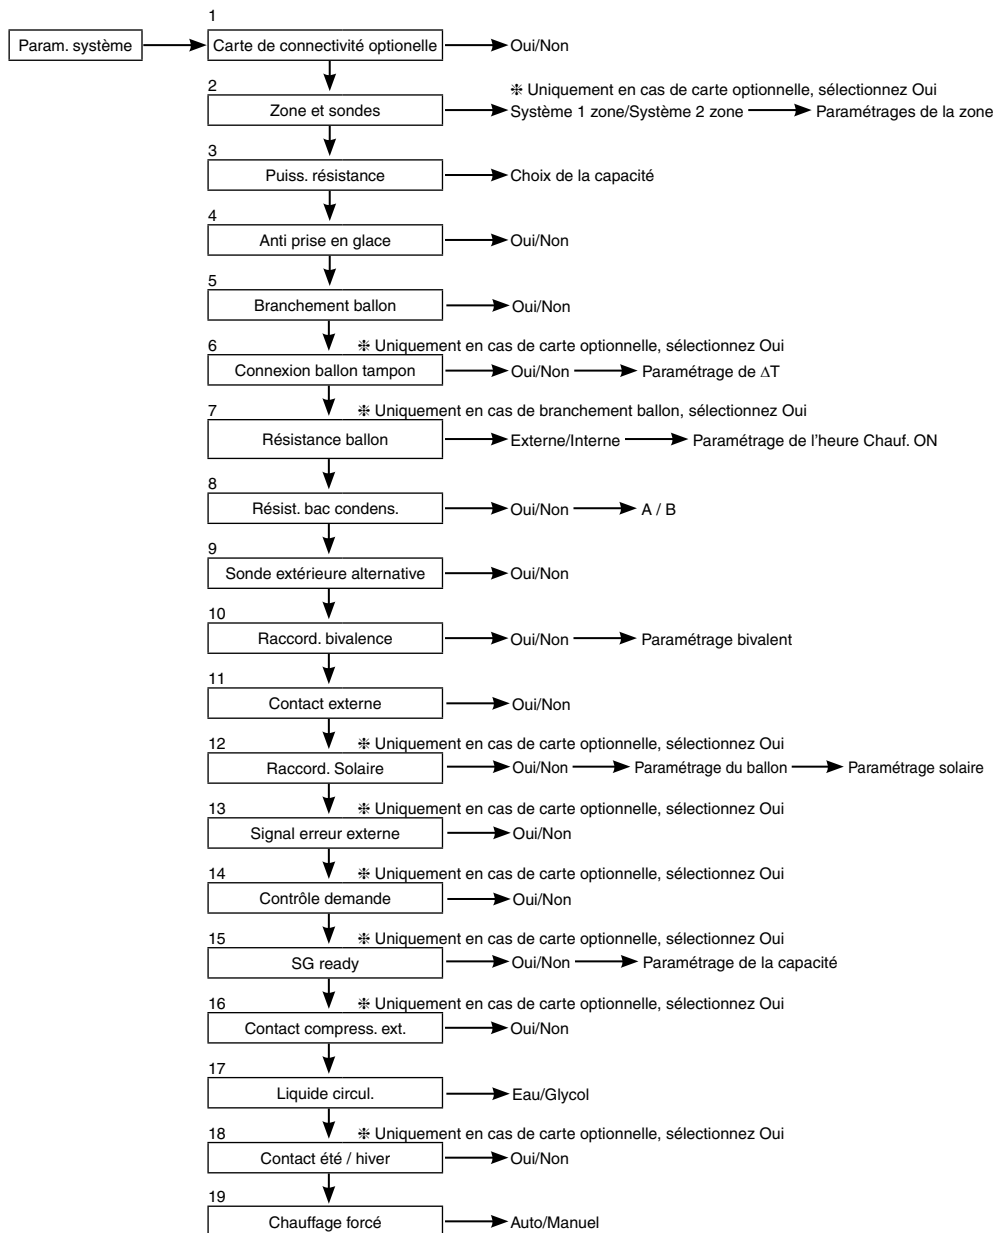 1
Param. système Carte de connectivité optionelle Oui/Non
2 ❈ Uniquement en cas de carte optionnelle, sélectionnez Oui
Zone et sondes Système 1 zone/Système 2 zone Paramétrages de la zone
3
Puiss. résistance Choix de la capacité
4
Anti prise en glace Oui/Non
5
Branchement ballon Oui/Non
6 ❈ Uniquement en cas de carte optionnelle, sélectionnez Oui
Connexion ballon tampon Oui/Non Paramétrage de ΔT
7 ❈ Uniquement en cas de branchement ballon, sélectionnez Oui
Résistance ballon Externe/Interne Paramétrage de l'heure Chauf. ON
8
Résist. bac condens. Oui/Non A / B
9
Sonde extérieure alternative Oui/Non
10
Raccord. bivalence Oui/Non Paramétrage bivalent
11
Contact externe Oui/Non
12 ❈ Uniquement en cas de carte optionnelle, sélectionnez Oui
Raccord. Solaire Oui/Non Paramétrage du ballon Paramétrage solaire
13 ❈ Uniquement en cas de carte optionnelle, sélectionnez Oui
Signal erreur externe Oui/Non
14 ❈ Uniquement en cas de carte optionnelle, sélectionnez Oui
Contrôle demande Oui/Non
15 ❈ Uniquement en cas de carte optionnelle, sélectionnez Oui
SG ready Oui/Non Paramétrage de la capacité
16 ❈ Uniquement en cas de carte optionnelle, sélectionnez Oui
Contact compress. ext. Oui/Non
17
Liquide circul. Eau/Glycol
18 ❈ Uniquement en cas de carte optionnelle, sélectionnez Oui
Contact été / hiver Oui/Non
19
Chauffage forcé Auto/Manuel